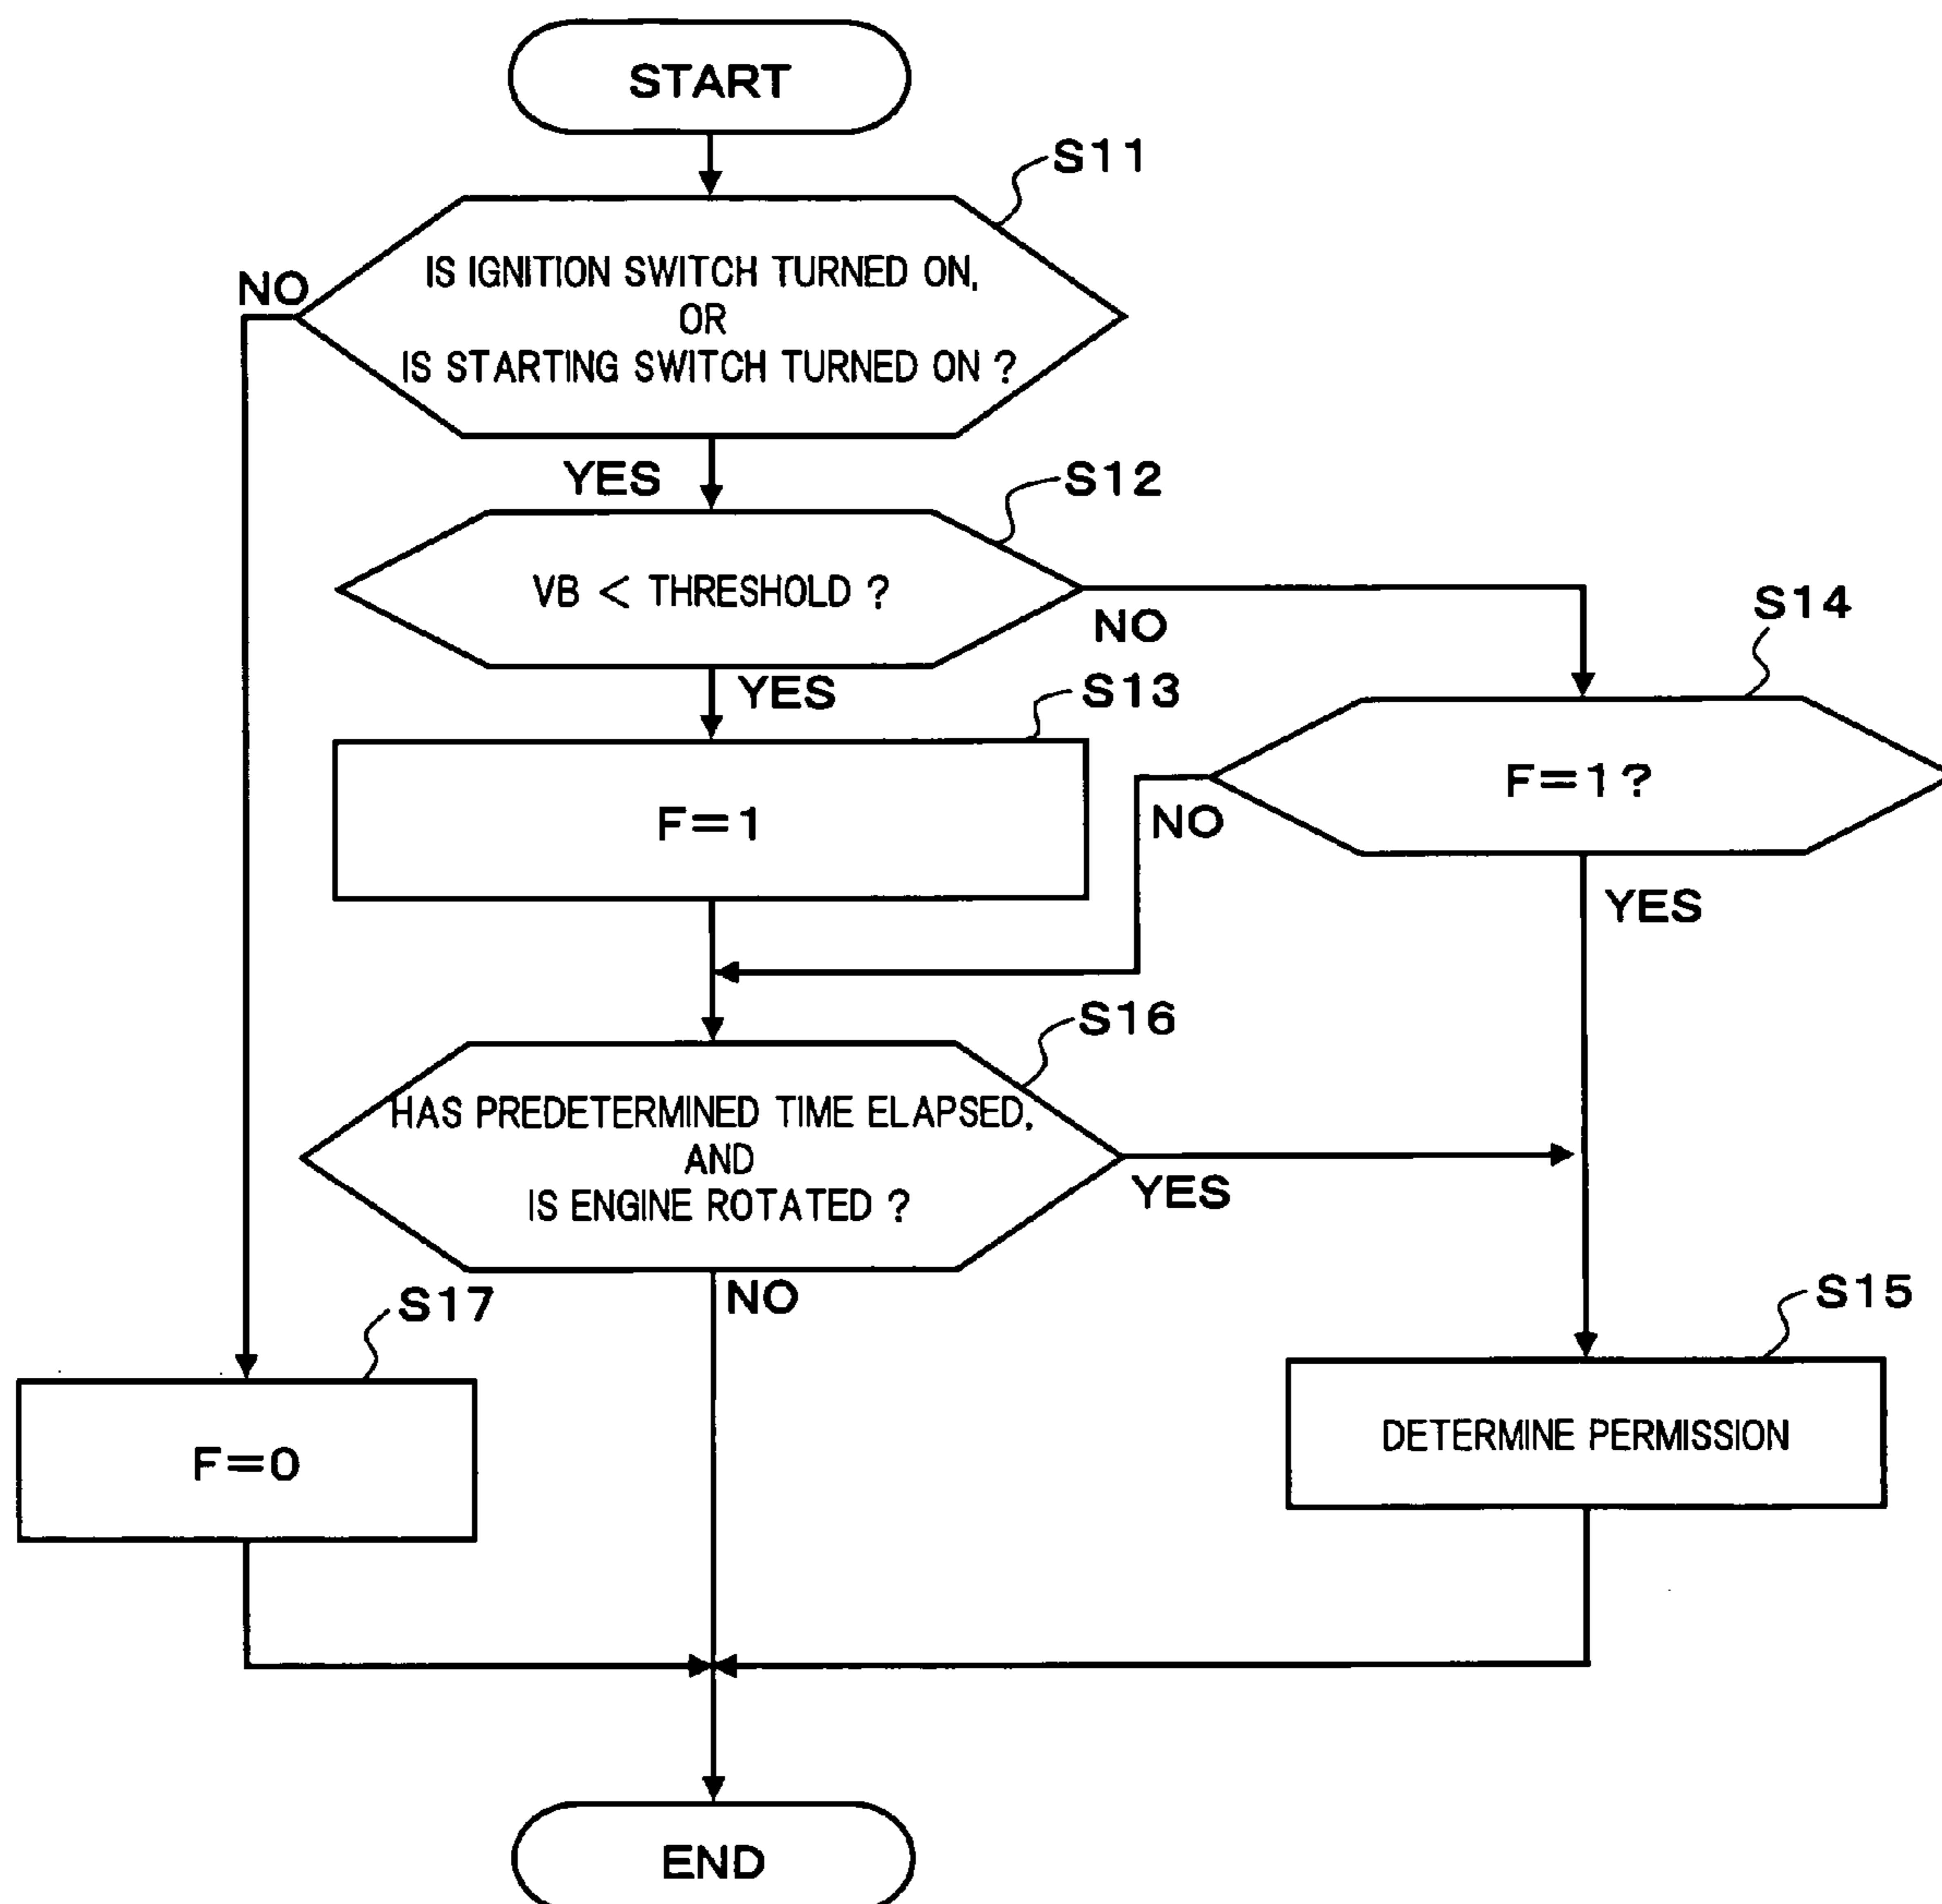 START
S11
IS IGNITION SWITCH TURNED ON,
OR
IS STARTING SWITCH TURNED ON ?
NO
YES
S12
VB < THRESHOLD ?
NO
YES
S13
F=1
S14
F=1?
NO
YES
S16
HAS PREDETERMINED TIME ELAPSED,
AND
IS ENGINE ROTATED ?
YES
NO
S17
F=0
S15
DETERMINE PERMISSION
END